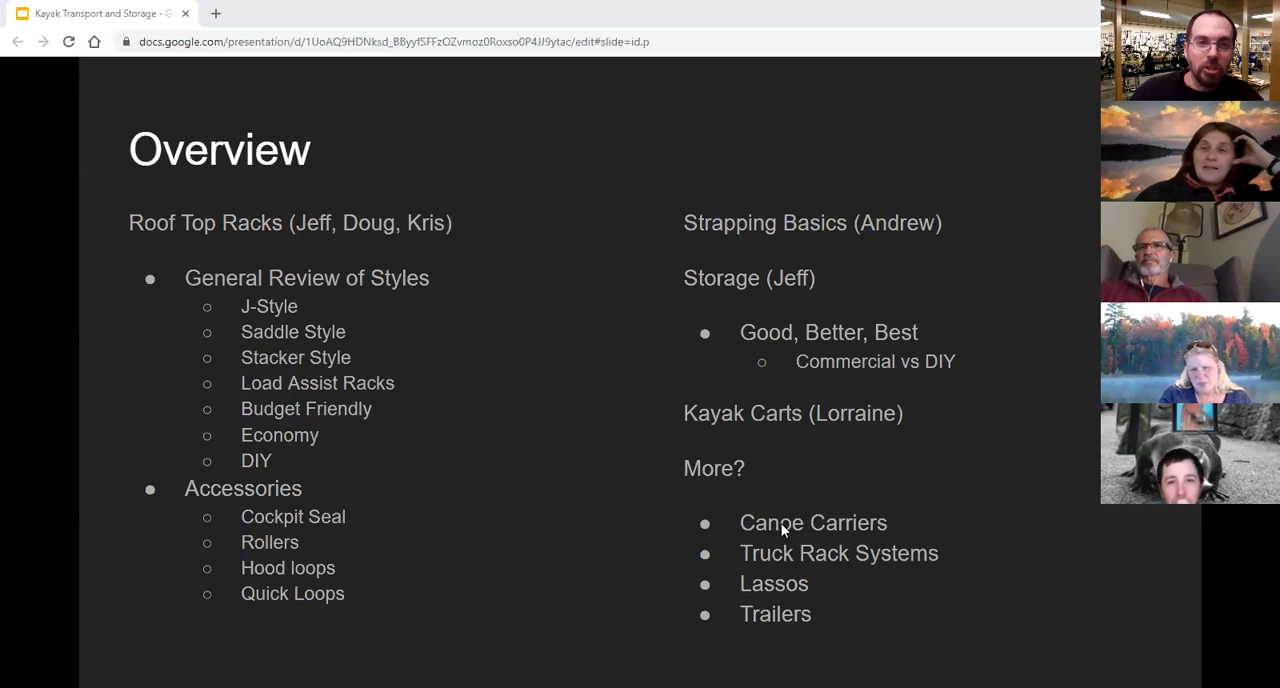 Kayak Transport and Storage - G
docs.google.com/presentation/d/1UoAQ9HDNksd_BByyfSFFzOZvmoz0Roxso0P4JJ9ytac/edit#slide=id.p
Overview
Roof Top Racks (Jeff, Doug, Kris)
General Review of Styles
J-Style
Saddle Style
Stacker Style
Load Assist Racks
Budget Friendly
Economy
DIY
Accessories
Cockpit Seal
Rollers
Hood loops
Quick Loops
Strapping Basics (Andrew)
Storage (Jeff)
Good, Better, Best
Commercial vs DIY
Kayak Carts (Lorraine)
More?
Canoe Carriers
Truck Rack Systems
Lassos
Trailers